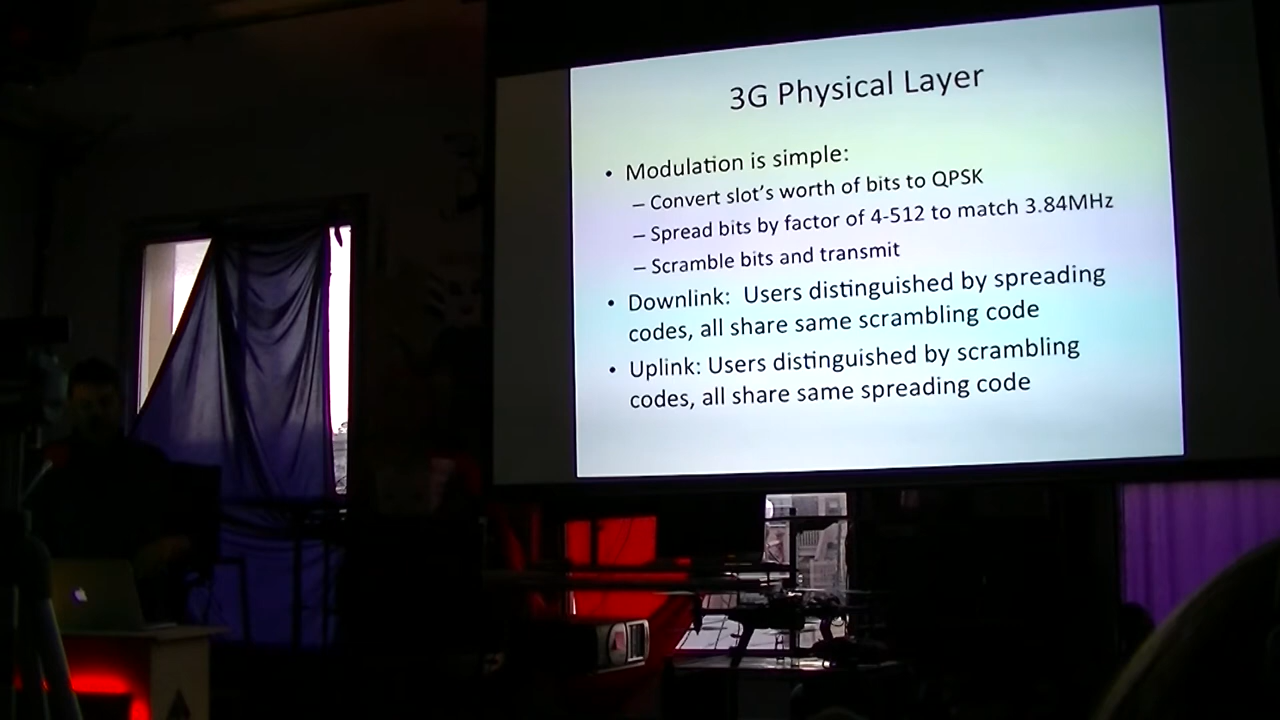 3G Physical Layer
• Modulation is simple:
– Convert slot's worth of bits to QPSK
– Spread bits by factor of 4-512 to match 3.84MHz
– Scramble bits and transmit
• Downlink: Users distinguished by spreading
codes, all share same scrambling code
• Uplink: Users distinguished by scrambling
codes, all share same spreading code